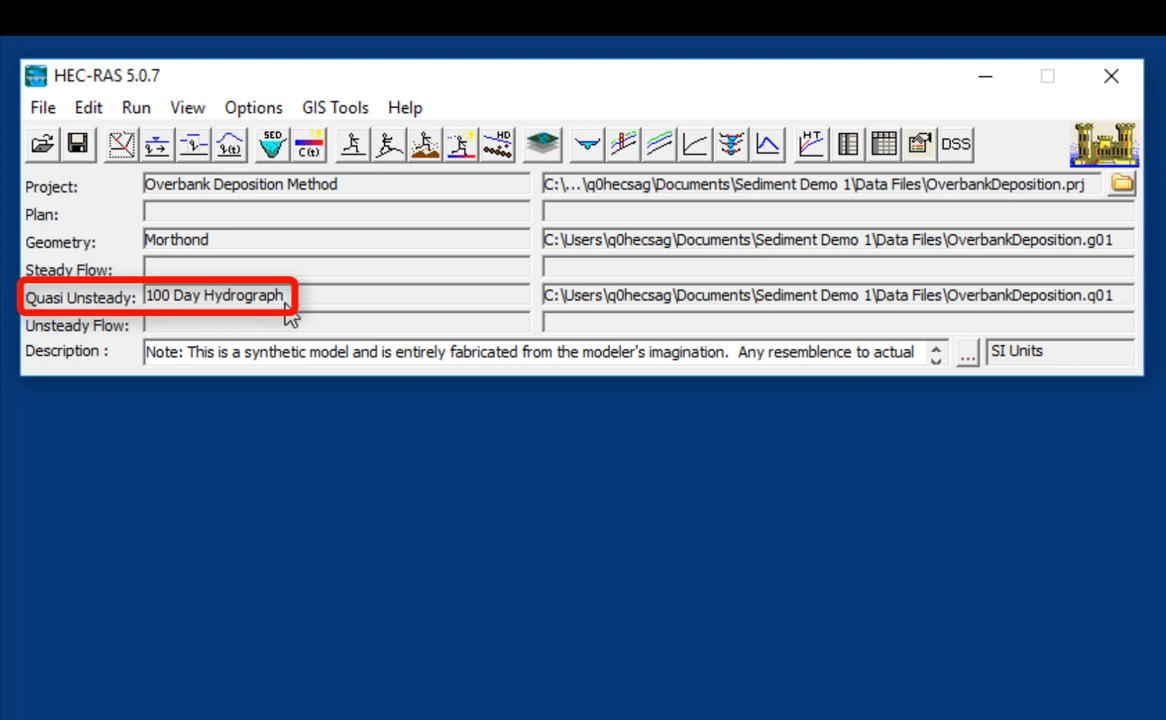 HEC-RAS 5.0.7
File Edit Run View Options GIS Tools Help
SED C(t) HD H.T. DSS
Project: Overbank Deposition Method C:\...\q0hecsag\Documents\Sediment Demo 1\Data Files\OverbankDeposition.prj
Plan:
Geometry: Morthond C:\Users\q0hecsag\Documents\Sediment Demo 1\Data Files\OverbankDeposition.g01
Steady Flow:
Quasi Unsteady: 100 Day Hydrograph C:\Users\q0hecsag\Documents\Sediment Demo 1\Data Files\OverbankDeposition.q01
Unsteady Flow:
Description : Note: This is a synthetic model and is entirely fabricated from the modeler's imagination. Any resemblence to actual ... SI Units